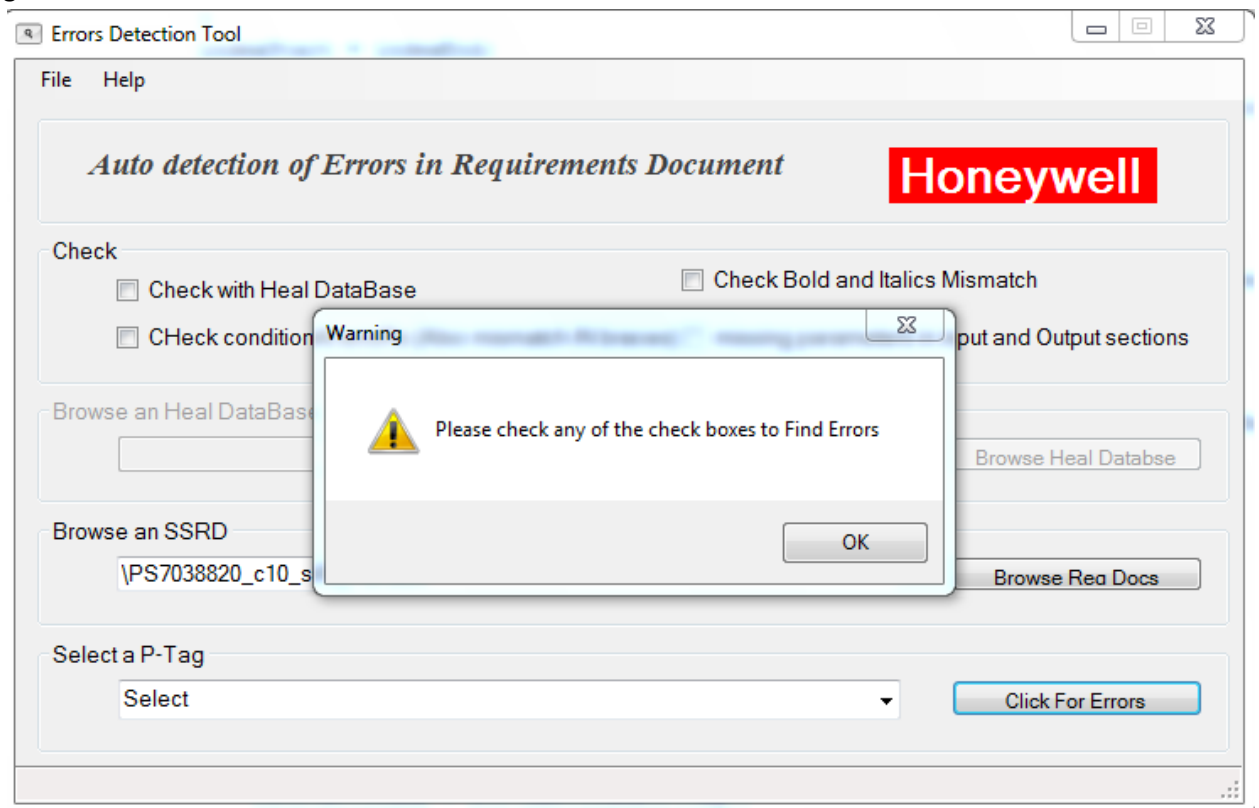 Errors Detection Tool
File Help
Auto detection of Errors in Requirements Document
Honeywell
Check
Check with Heal DataBase
Check Bold and Italics Mismatch
CHeck condition
Warning
put and Output sections
Please check any of the check boxes to Find Errors
OK
Browse an Heal DataBase
Browse Heal Databse
Browse an SSRD
\PS7038820_c10_s
Browse Req Docs
Select a P-Tag
Select
Click For Errors